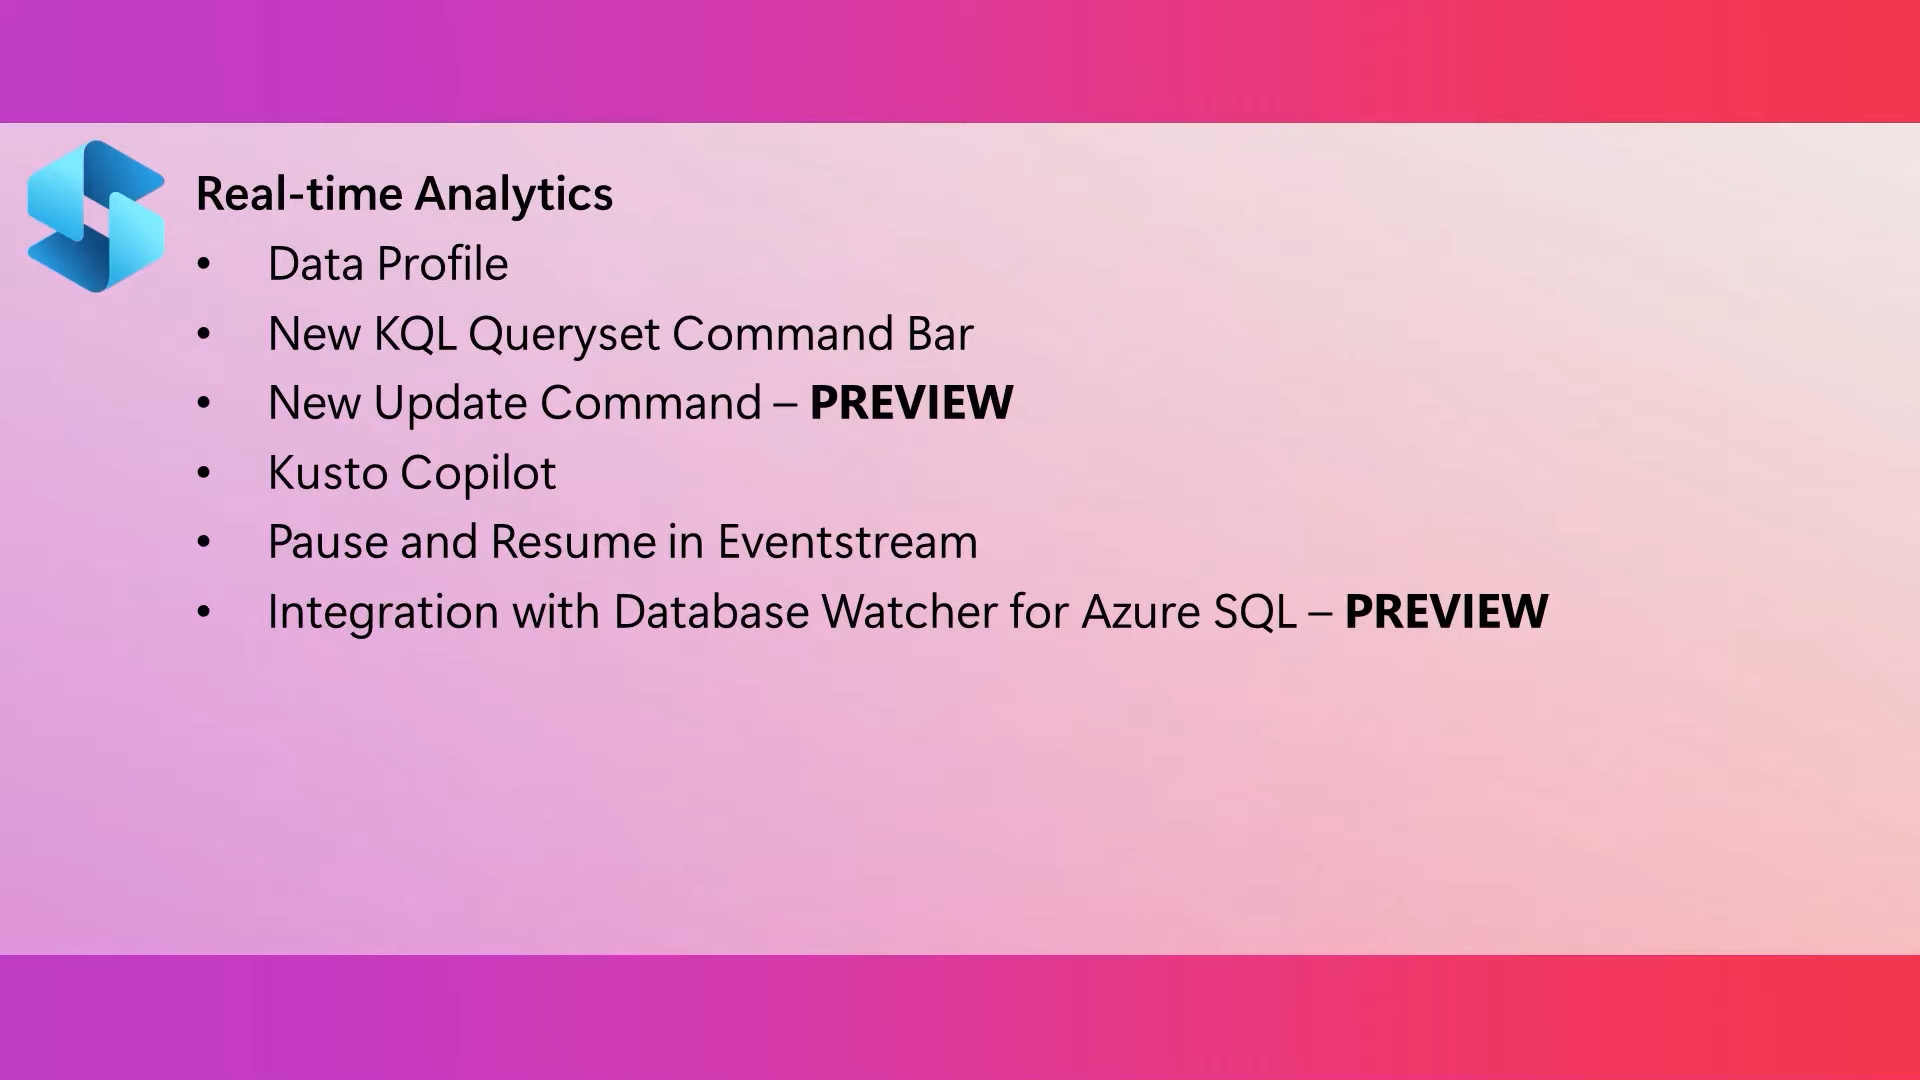 Real-time Analytics
• Data Profile
• New KQL Queryset Command Bar
• New Update Command – PREVIEW
• Kusto Copilot
• Pause and Resume in Eventstream
• Integration with Database Watcher for Azure SQL – PREVIEW